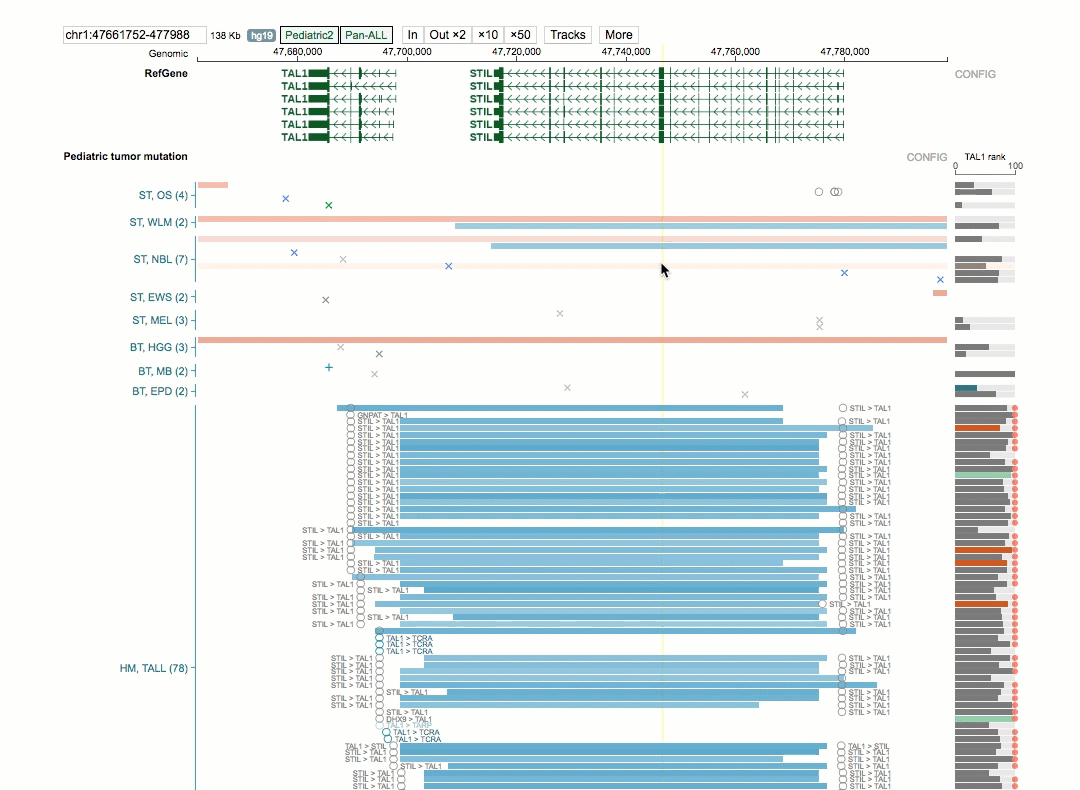 chr1:47661752-477988 138 Kb hg19 Pediatric2 Pan-ALL In Out ×2 ×10 ×50 Tracks More
Genomic 47,680,000 47,700,000 47,720,000 47,740,000 47,760,000 47,780,000
RefGene TAL1 STIL CONFIG
TAL1 STIL
TAL1 STIL
TAL1 STIL
TAL1 STIL
TAL1 STIL
Pediatric tumor mutation CONFIG TAL1 rank
0 100
ST, OS (4)
ST, WLM (2)
ST, NBL (7)
ST, EWS (2)
ST, MEL (3)
BT, HGG (3)
BT, MB (2)
BT, EPD (2)
STIL > TAL1
GNPAT > TAL1
STIL > TAL1 STIL > TAL1
STIL > TAL1 STIL > TAL1
STIL > TAL1 STIL > TAL1
STIL > TAL1 STIL > TAL1
STIL > TAL1 STIL > TAL1
STIL > TAL1 STIL > TAL1
STIL > TAL1 STIL > TAL1
STIL > TAL1 STIL > TAL1
STIL > TAL1 STIL > TAL1
STIL > TAL1 STIL > TAL1
STIL > TAL1 STIL > TAL1
STIL > TAL1 STIL > TAL1
STIL > TAL1 STIL > TAL1
STIL > TAL1 STIL > TAL1
STIL > TAL1
STIL > TAL1
STIL > TAL1 STIL > TAL1
STIL > TAL1 STIL > TAL1
STIL > TAL1 STIL > TAL1
STIL > TAL1 STIL > TAL1
STIL > TAL1 STIL > TAL1
STIL > TAL1 STIL > TAL1
STIL > TAL1 STIL > TAL1
STIL > TAL1 STIL > TAL1
STIL > TAL1 STIL > TAL1
STIL > TAL1 STIL > TAL1
STIL > TAL1 STIL > TAL1
STIL > TAL1 STIL > TAL1
TAL1 > TCRA
TAL1 > TCRA
TAL1 > TCRA
STIL > TAL1 STIL > TAL1
STIL > TAL1 STIL > TAL1
HM, TALL (78)
STIL > TAL1 STIL > TAL1
STIL > TAL1
STIL > TAL1 STIL > TAL1
STIL > TAL1 STIL > TAL1
STIL > TAL1 STIL > TAL1
STIL > TAL1 STIL > TAL1
STIL > TAL1 STIL > TAL1
DHX9 > TAL1
TAL1 > TARP
TAL1 > TCRA
TAL1 > TCRA
TAL1 > STIL TAL1 > STIL
STIL > TAL1 STIL > TAL1
STIL > TAL1 STIL > TAL1
STIL > TAL1 STIL > TAL1
STIL > TAL1 STIL > TAL1
STIL > TAL1 STIL > TAL1
STIL > TAL1 STIL > TAL1